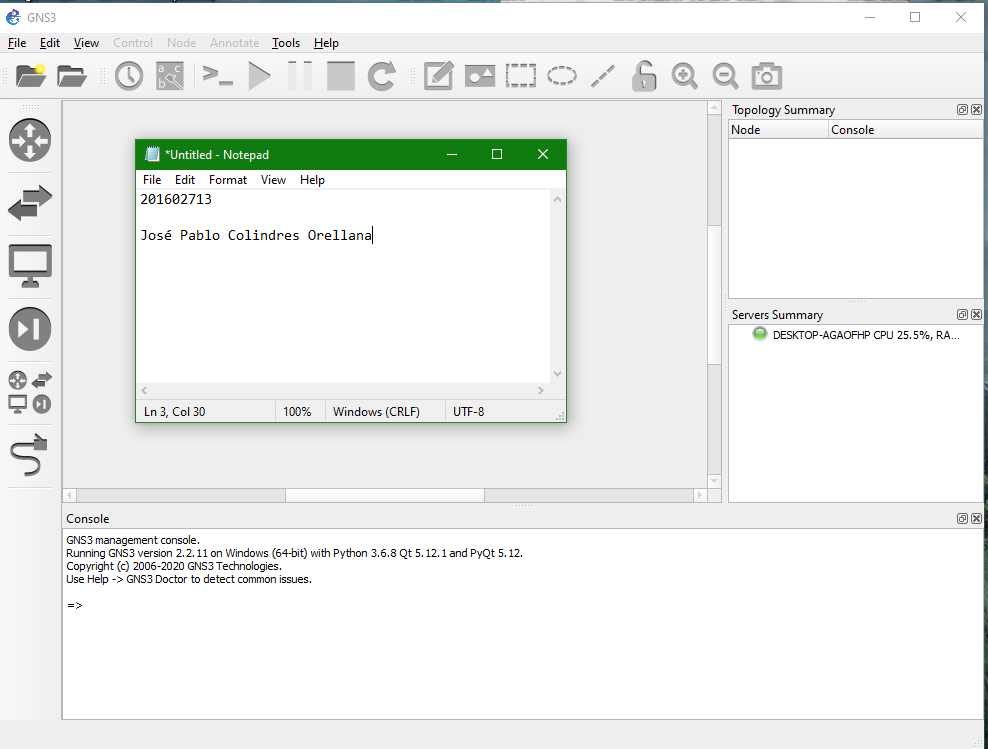 GNS3
File Edit View Control Node Annotate Tools Help
a c
b
Topology Summary
Node Console
*Untitled - Notepad
File Edit Format View Help
201602713
José Pablo Colindres Orellana
Ln 3, Col 30 100% Windows (CRLF) UTF-8
Servers Summary
DESKTOP-AGAOFHP CPU 25.5%, RA...
Console
GNS3 management console.
Running GNS3 version 2.2.11 on Windows (64-bit) with Python 3.6.8 Qt 5.12.1 and PyQt 5.12.
Copyright (c) 2006-2020 GNS3 Technologies.
Use Help -> GNS3 Doctor to detect common issues.
=>